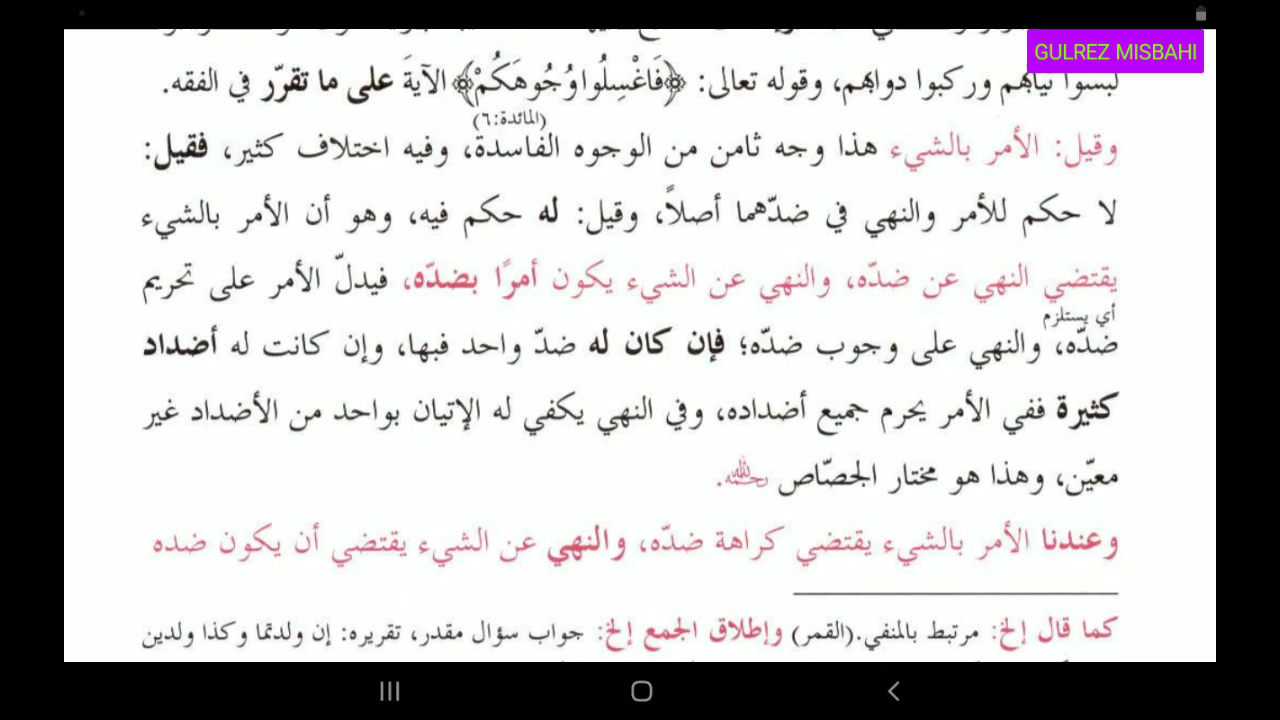 GULREZ MISBAHI
لبسوا ثيابهم وركبوا دوابهم، وقوله تعالى: ﴿فَاغْسِلُوا وُجُوهَكُمْ﴾ الآيةَ على ما تقرّر في الفقه.
(المائدة:٦)
وقيل: الأمر بالشيء هذا وجه ثامن من الوجوه الفاسدة، وفيه اختلاف كثير، فقيل:
لا حكم للأمر والنهي في ضدّهما أصلاً، وقيل: له حكم فيه، وهو أن الأمر بالشيء
يقتضي النهي عن ضدّه، والنهي عن الشيء يكون أمرًا بضدّه، فيدلّ الأمر على تحريم
أي يستلزم
ضدّه، والنهي على وجوب ضدّه؛ فإن كان له ضدّ واحد فبها، وإن كانت له أضداد
كثيرة ففي الأمر يحرم جميع أضداده، وفي النهي يكفي له الإتيان بواحد من الأضداد غير
معيّن، وهذا هو مختار الجصّاص رحمه الله.
وعندنا الأمر بالشيء يقتضي كراهة ضدّه، والنهي عن الشيء يقتضي أن يكون ضده
كما قال إلخ: مرتبط بالمنفي.(القمر) وإطلاق الجمع إلخ: جواب سؤال مقدر، تقريره: إن ولدتما وكذا ولدين